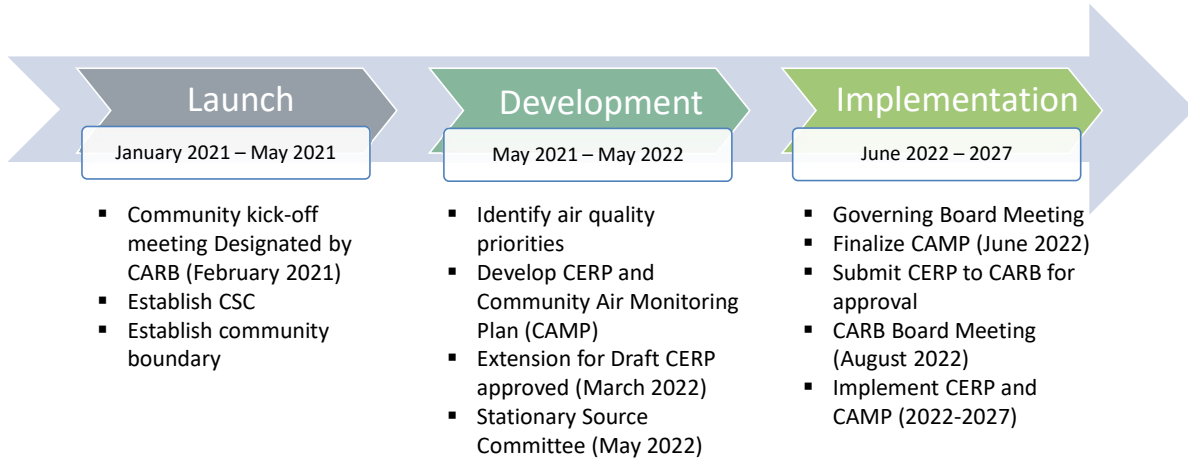 Launch
January 2021 – May 2021
▪ Community kick-off
meeting Designated by
CARB (February 2021)
▪ Establish CSC
▪ Establish community
boundary
Development
May 2021 – May 2022
▪ Identify air quality
priorities
▪ Develop CERP and
Community Air Monitoring
Plan (CAMP)
▪ Extension for Draft CERP
approved (March 2022)
▪ Stationary Source
Committee (May 2022)
Implementation
June 2022 – 2027
▪ Governing Board Meeting
▪ Finalize CAMP (June 2022)
▪ Submit CERP to CARB for
approval
▪ CARB Board Meeting
(August 2022)
▪ Implement CERP and
CAMP (2022-2027)